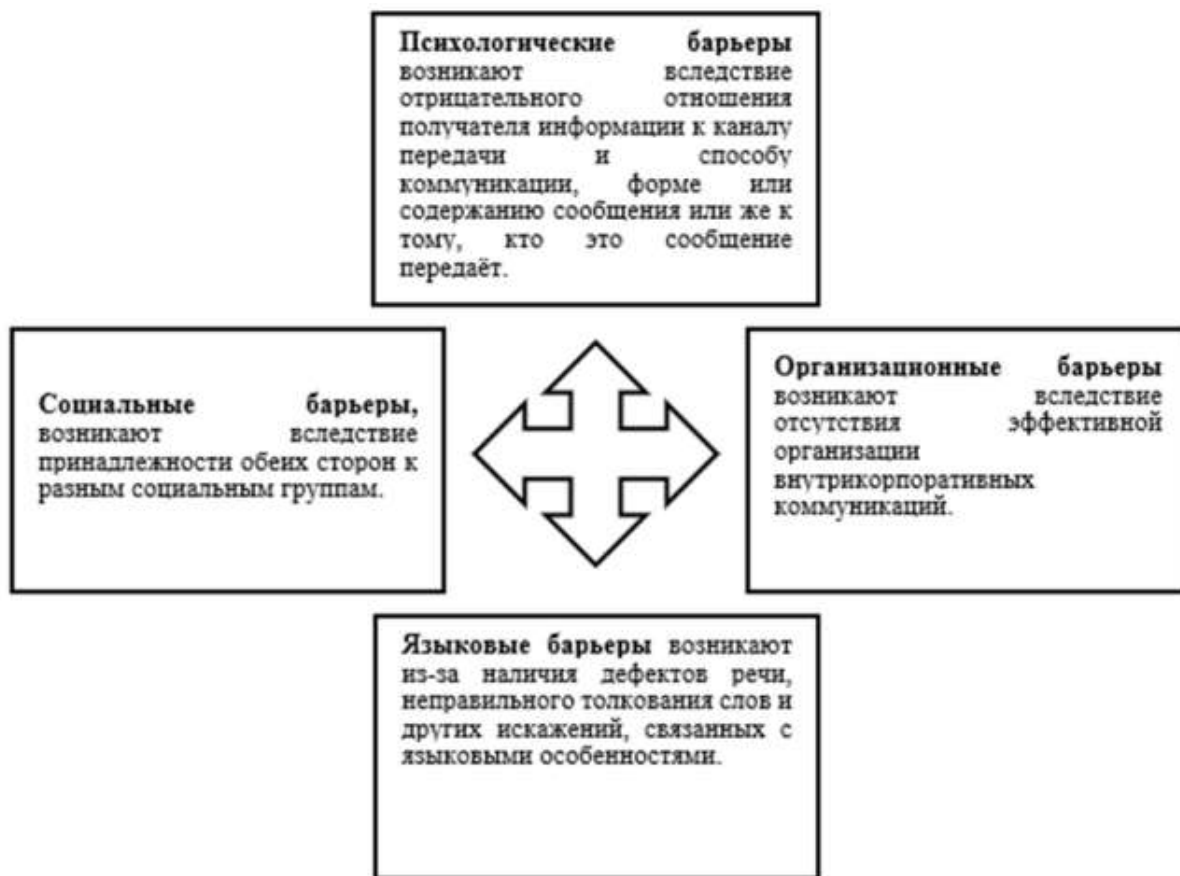 Психологические барьеры
возникают вследствие
отрицательного отношения
получателя информации к каналу
передачи и способу
коммуникации, форме или
содержанию сообщения или же к
тому, кто это сообщение
передаёт.
Социальные барьеры,
возникают вследствие
принадлежности обеих сторон к
разным социальным группам.
Организационные барьеры
возникают вследствие
отсутствия эффективной
организации
внутрикорпоративных
коммуникаций.
Языковые барьеры возникают
из-за наличия дефектов речи,
неправильного толкования слов и
других искажений, связанных с
языковыми особенностями.